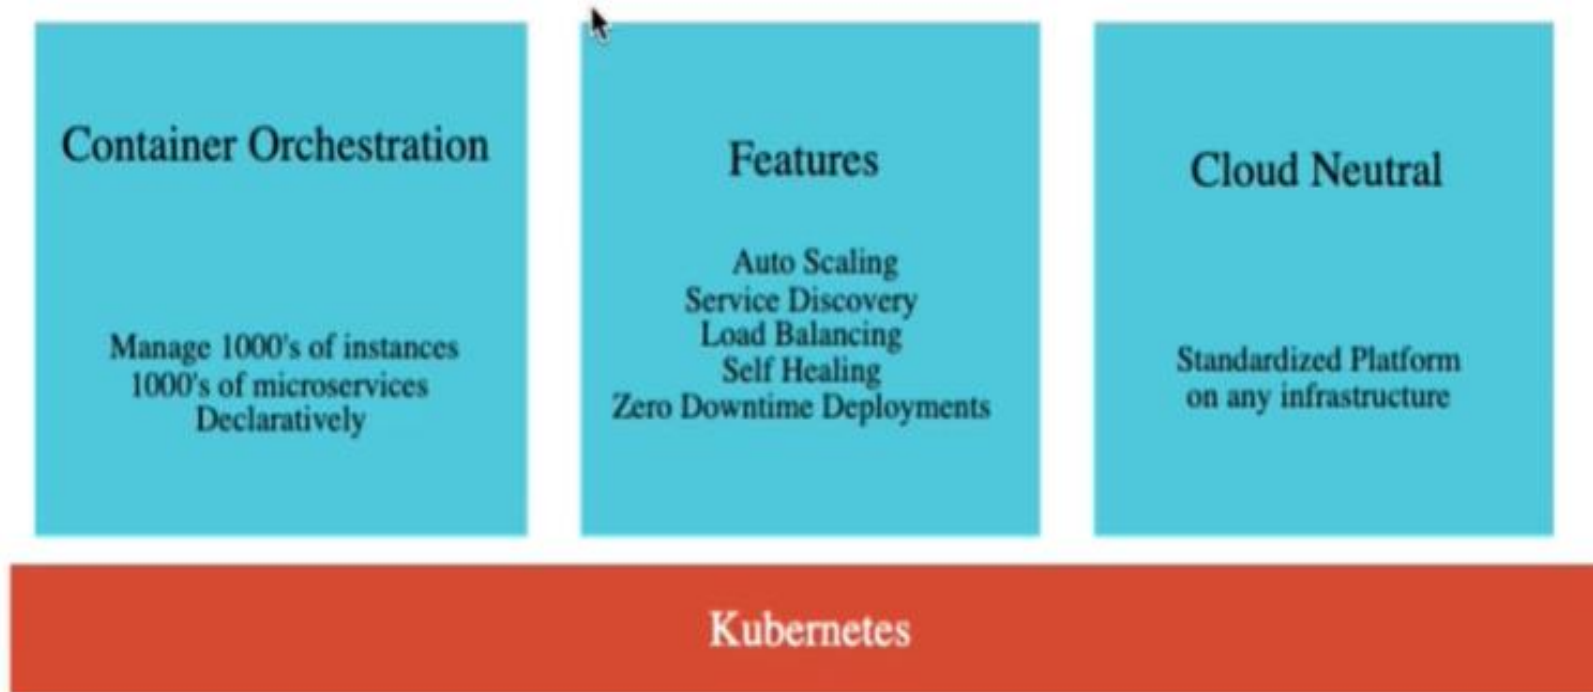 Container Orchestration
Manage 1000's of instances
1000's of microservices
Declaratively
Features
Auto Scaling
Service Discovery
Load Balancing
Self Healing
Zero Downtime Deployments
Cloud Neutral
Standardized Platform
on any infrastructure
Kubernetes